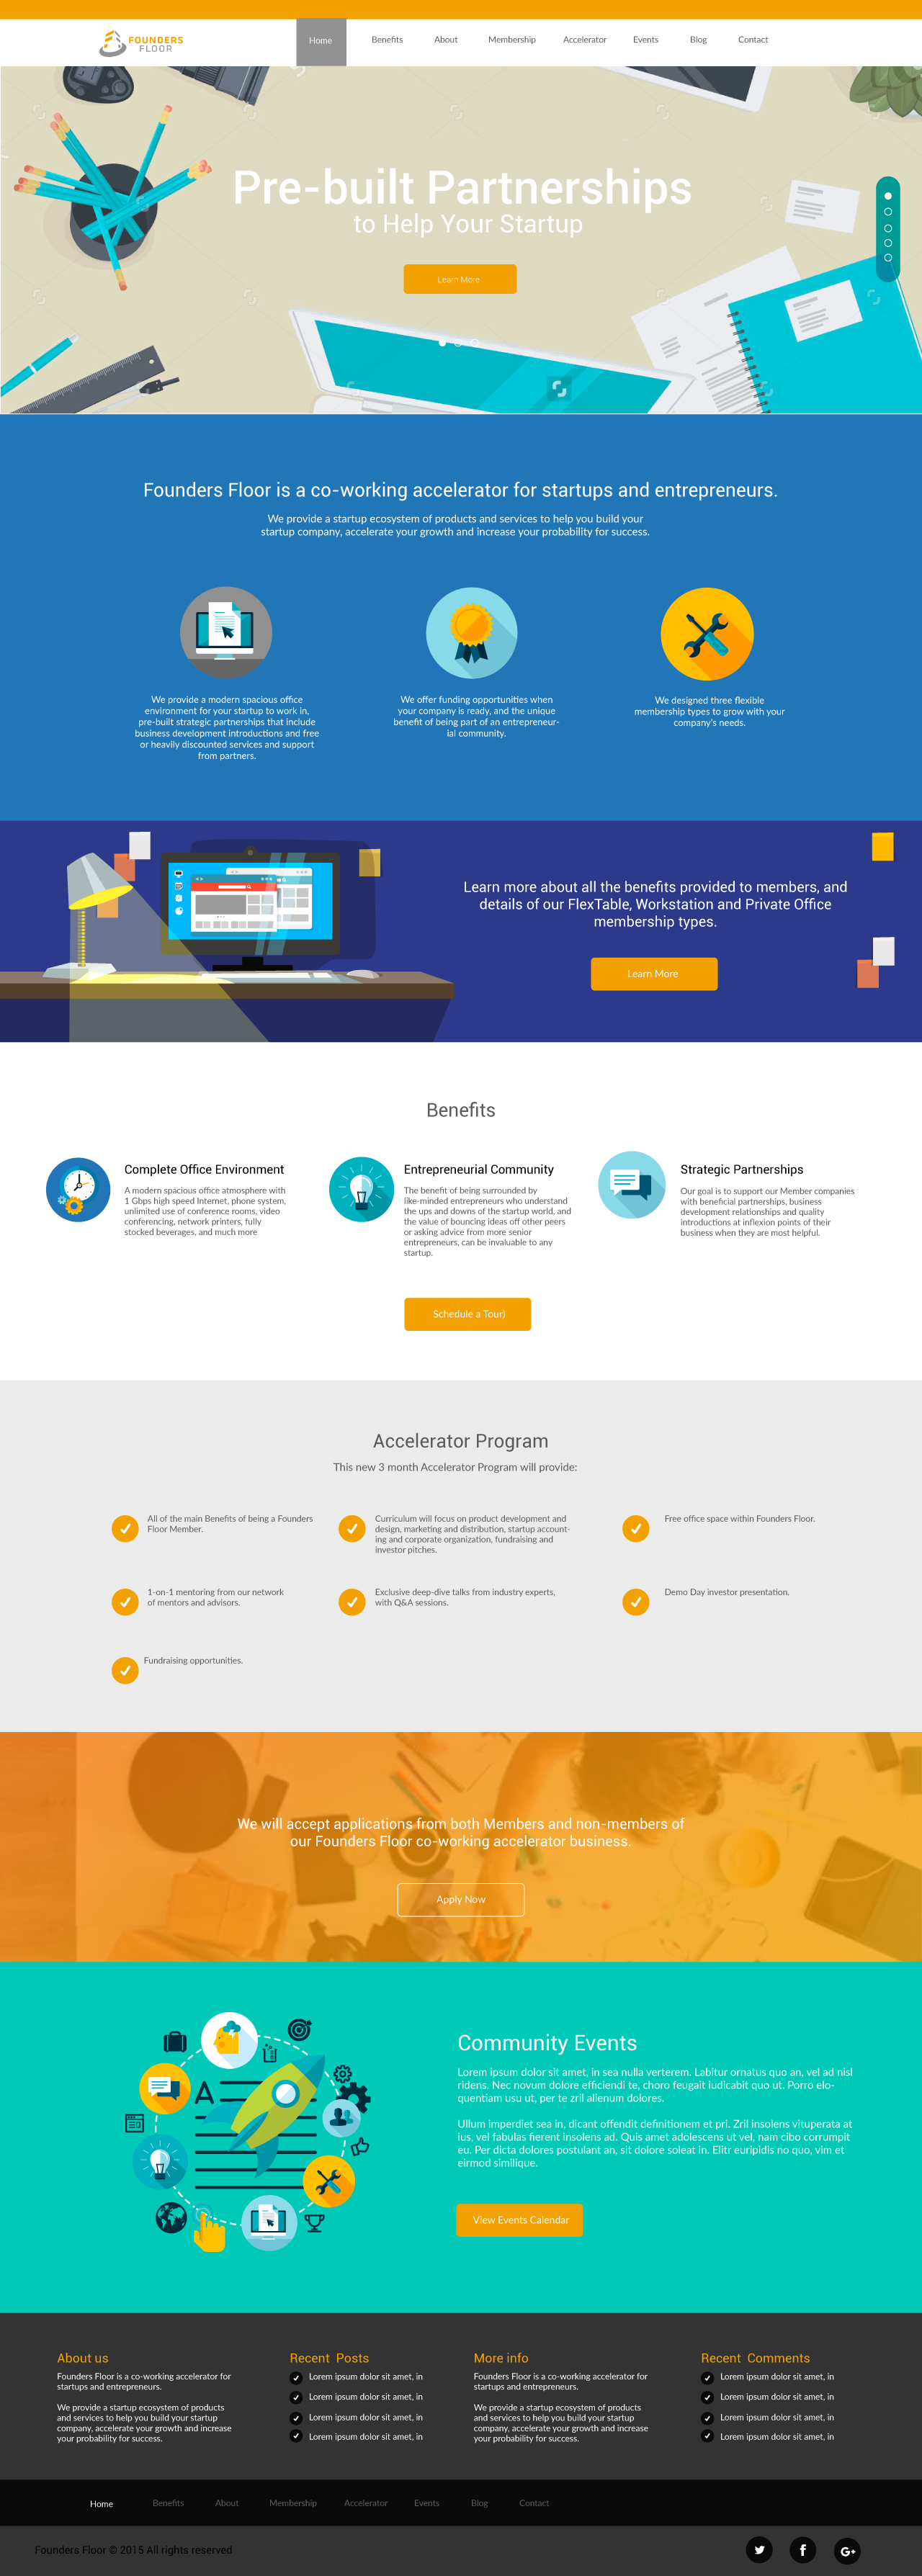 FOUNDERS
FLOOR
Home Benefits About Membership Accelerator Events Blog Contact
Pre-built Partnerships
to Help Your Startup
Learn More
Founders Floor is a co-working accelerator for startups and entrepreneurs.
We provide a startup ecosystem of products and services to help you build your
startup company, accelerate your growth and increase your probability for success.
We provide a modern spacious office
environment for your startup to work in,
pre-built strategic partnerships that include
business development introductions and free
or heavily discounted services and support
from partners.
We offer funding opportunities when
your company is ready, and the unique
benefit of being part of an entrepreneur-
ial community.
We designed three flexible
membership types to grow with your
company's needs.
Learn more about all the benefits provided to members, and
details of our FlexTable, Workstation and Private Office
membership types.
Learn More
Benefits
Complete Office Environment
A modern spacious office atmosphere with
1 Gbps high speed Internet, phone system,
unlimited use of conference rooms, video
conferencing, network printers, fully
stocked beverages, and much more
Entrepreneurial Community
The benefit of being surrounded by
like-minded entrepreneurs who understand
the ups and downs of the startup world, and
the value of bouncing ideas off other peers
or asking advice from more senior
entrepreneurs, can be invaluable to any
startup.
Strategic Partnerships
Our goal is to support our Member companies
with beneficial partnerships, business
development relationships and quality
introductions at inflexion points of their
business when they are most helpful.
Schedule a Tour)
Accelerator Program
This new 3 month Accelerator Program will provide:
All of the main Benefits of being a Founders
Floor Member.
Curriculum will focus on product development and
design, marketing and distribution, startup account-
ing and corporate organization, fundraising and
investor pitches.
Free office space within Founders Floor.
1-on-1 mentoring from our network
of mentors and advisors.
Exclusive deep-dive talks from industry experts,
with Q&A sessions.
Demo Day investor presentation.
Fundraising opportunities.
We will accept applications from both Members and non-members of
our Founders Floor co-working accelerator business.
Apply Now
A
Community Events
Lorem ipsum dolor sit amet, in sea nulla verterem. Labitur ornatus quo an, vel ad nisl
ridens. Nec novum dolore efficiendi te, choro feugait iudicabit quo ut. Porro elo-
quentiam usu ut, per te zril alienum dolores.
Ullum imperdiet sea in, dicant offendit definitionem et pri. Zril insolens vituperata at
ius, vel fabulas fierent insolens ad. Quis amet adolescens ut vel, nam cibo corrumpit
eu. Per dicta dolores postulant an, sit dolore soleat in. Elitr euripidis no quo, vim et
eirmod similique.
View Events Calendar
About us
Founders Floor is a co-working accelerator for
startups and entrepreneurs.
We provide a startup ecosystem of products
and services to help you build your startup
company, accelerate your growth and increase
your probability for success.
Recent Posts
Lorem ipsum dolor sit amet, in
Lorem ipsum dolor sit amet, in
Lorem ipsum dolor sit amet, in
Lorem ipsum dolor sit amet, in
More info
Founders Floor is a co-working accelerator for
startups and entrepreneurs.
We provide a startup ecosystem of products
and services to help you build your startup
company, accelerate your growth and increase
your probability for success.
Recent Comments
Lorem ipsum dolor sit amet, in
Lorem ipsum dolor sit amet, in
Lorem ipsum dolor sit amet, in
Lorem ipsum dolor sit amet, in
Home Benefits About Membership Accelerator Events Blog Contact
Founders Floor © 2015 All rights reserved